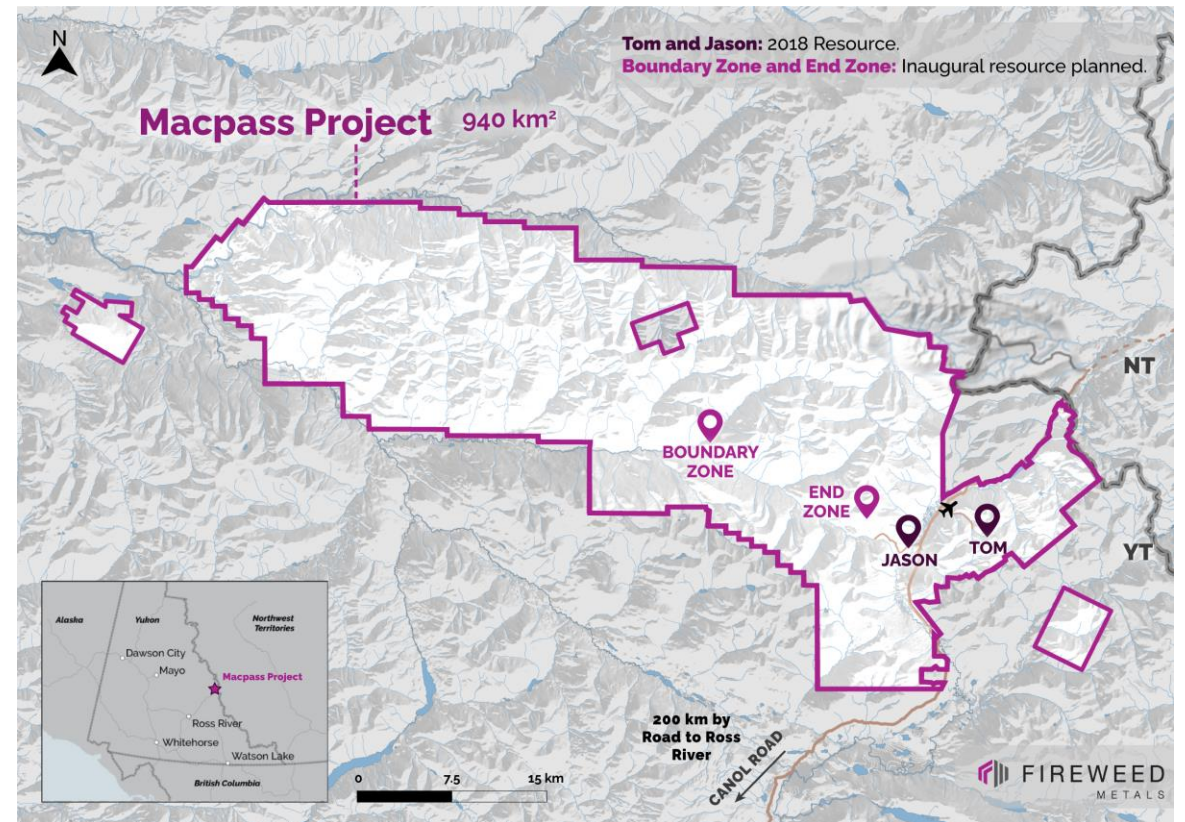 N
Tom and Jason: 2018 Resource.
Boundary Zone and End Zone: Inaugural resource planned.
Macpass Project 940 km²
NT
BOUNDARY
ZONE
END
ZONE
JASON
TOM
YT
Alaska
Yukon
Northwest
Territories
Dawson City
Mayo
Macpass Project
Ross River
Whitehorse
Watson Lake
British Columbia
0 7.5 15 km
200 km by
Road to Ross
River
CANOL ROAD
FIREWEED
METALS